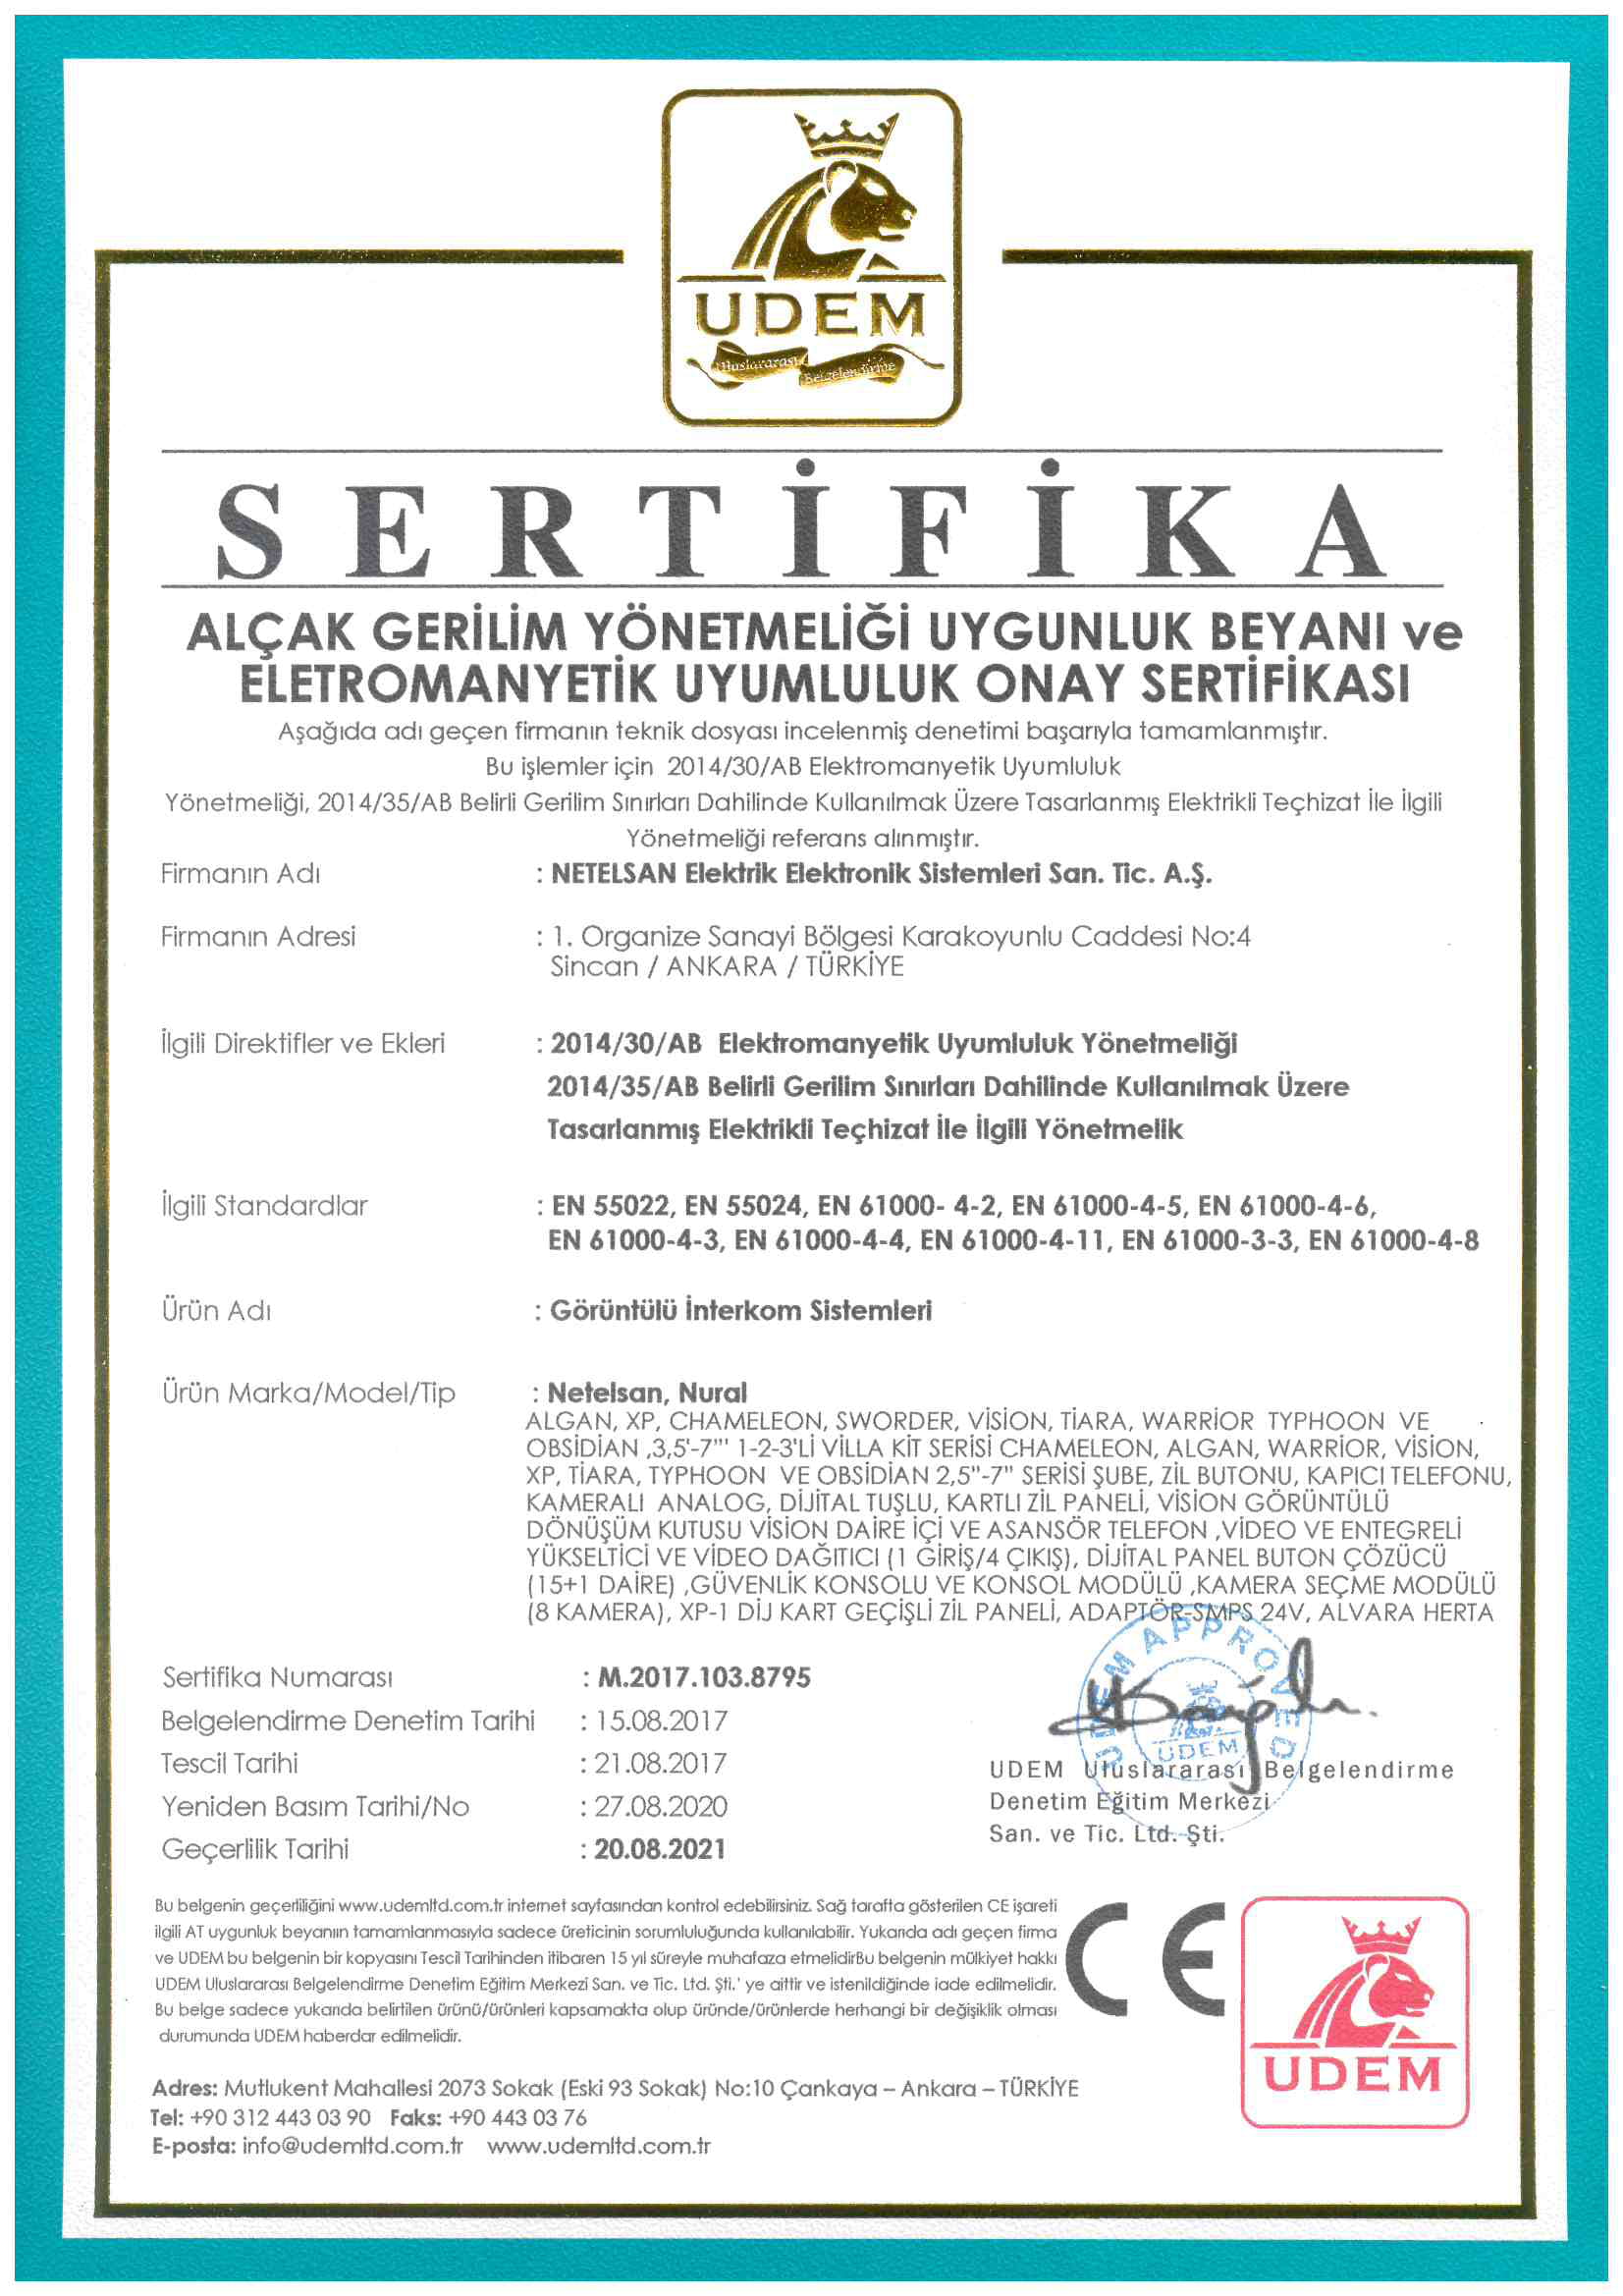 UDEM
Uluslararası
Belgelendirme
SERTİFİKA
ALÇAK GERİLİM YÖNETMELİĞİ UYGUNLUK BEYANI ve
ELETROMANYETİK UYUMLULUK ONAY SERTİFİKASI
Aşağıda adı geçen firmanın teknik dosyası incelenmiş denetimi başarıyla tamamlanmıştır.
Bu işlemler için 2014/30/AB Elektromanyetik Uyumluluk
Yönetmeliği, 2014/35/AB Belirli Gerilim Sınırları Dahilinde Kullanılmak Üzere Tasarlanmış Elektrikli Teçhizat İle İlgili
Yönetmeliği referans alınmıştır.
Firmanın Adı : NETELSAN Elektrik Elektronik Sistemleri San. Tic. A.Ş.
Firmanın Adresi : 1. Organize Sanayi Bölgesi Karakoyunlu Caddesi No:4
Sincan / ANKARA / TÜRKİYE
İlgili Direktifler ve Ekleri : 2014/30/AB Elektromanyetik Uyumluluk Yönetmeliği
2014/35/AB Belirli Gerilim Sınırları Dahilinde Kullanılmak Üzere
Tasarlanmış Elektrikli Teçhizat İle İlgili Yönetmelik
İlgili Standardlar : EN 55022, EN 55024, EN 61000- 4-2, EN 61000-4-5, EN 61000-4-6,
EN 61000-4-3, EN 61000-4-4, EN 61000-4-11, EN 61000-3-3, EN 61000-4-8
Ürün Adı : Görüntülü İnterkom Sistemleri
Ürün Marka/Model/Tip : Netelsan, Nural
ALGAN, XP, CHAMELEON, SWORDER, VİSİON, TİARA, WARRİOR TYPHOON VE
OBSİDİAN ,3,5'-7"' 1-2-3'Lİ VİLLA KİT SERİSİ CHAMELEON, ALGAN, WARRİOR, VİSİON,
XP, TİARA, TYPHOON VE OBSİDİAN 2,5"-7" SERİSİ ŞUBE, ZİL BUTONU, KAPICI TELEFONU,
KAMERALI ANALOG, DİJİTAL TUŞLU, KARTLI ZİL PANELİ, VİSİON GÖRÜNTÜLÜ
DÖNÜŞÜM KUTUSU VİSİON DAİRE İÇİ VE ASANSÖR TELEFON ,VİDEO VE ENTEGRELİ
YÜKSELTİCİ VE VİDEO DAĞITICI (1 GİRİŞ/4 ÇIKIŞ), DİJİTAL PANEL BUTON ÇÖZÜCÜ
(15+1 DAİRE) ,GÜVENLİK KONSOLU VE KONSOL MODÜLÜ ,KAMERA SEÇME MODÜLÜ
(8 KAMERA), XP-1 DİJ KART GEÇİŞLİ ZİL PANELİ, ADAPTÖR-SMPS 24V, ALVARA HERTA
Sertifika Numarası : M.2017.103.8795
Belgelendirme Denetim Tarihi : 15.08.2017
Tescil Tarihi : 21.08.2017
Yeniden Basım Tarihi/No : 27.08.2020
Geçerlilik Tarihi : 20.08.2021
UDEM APPROVED
UDEM
UDEM Uluslararası Belgelendirme
Denetim Eğitim Merkezi
San. ve Tic. Ltd. Şti.
Bu belgenin geçerliliğini www.udemltd.com.tr internet sayfasından kontrol edebilirsiniz. Sağ tarafta gösterilen CE işareti
ilgili AT uygunluk beyanın tamamlanmasıyla sadece üreticinin sorumluluğunda kullanılabilir. Yukarıda adı geçen firma
ve UDEM bu belgenin bir kopyasını Tescil Tarihinden itibaren 15 yıl süreyle muhafaza etmelidirBu belgenin mülkiyet hakkı
UDEM Uluslararası Belgelendirme Denetim Eğitim Merkezi San. ve Tic. Ltd. Şti.' ye aittir ve istenildiğinde iade edilmelidir.
Bu belge sadece yukarıda belirtilen ürünü/ürünleri kapsamakta olup üründe/ürünlerde herhangi bir değişiklik olması
durumunda UDEM haberdar edilmelidir.
CE
UDEM
Adres: Mutlukent Mahallesi 2073 Sokak (Eski 93 Sokak) No:10 Çankaya – Ankara – TÜRKİYE
Tel: +90 312 443 03 90 Faks: +90 443 03 76
E-posta: info@udemltd.com.tr www.udemltd.com.tr